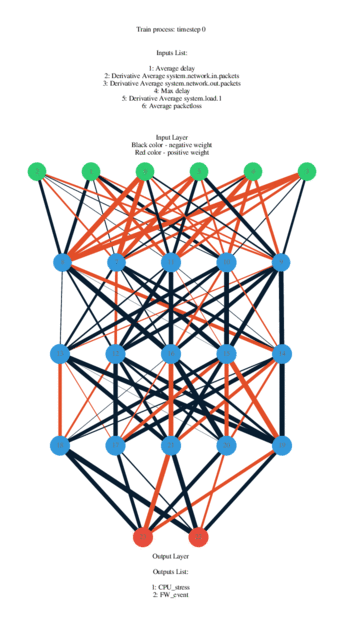 Train process: timestep 0
Inputs List:
1: Average delay
2: Derivative Average system.network.in.packets
3: Derivative Average system.network.out.packets
4: Max delay
5: Derivative Average system.load.1
6: Average packetloss
Input Layer
Black color - negative weight
Red color - positive weight
Output Layer
Outputs List:
1: CPU_stress
2: FW_event